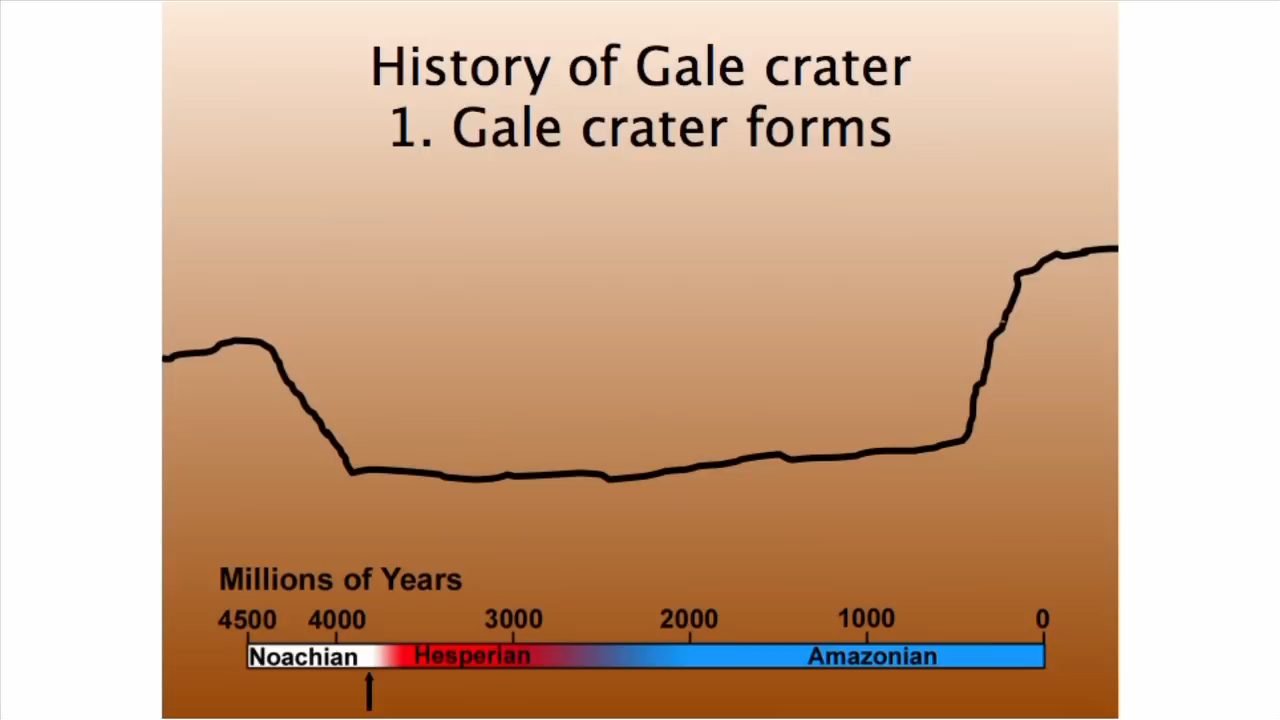 History of Gale crater
1. Gale crater forms
Millions of Years
4500 4000 3000 2000 1000 0
Noachian Hesperian Amazonian